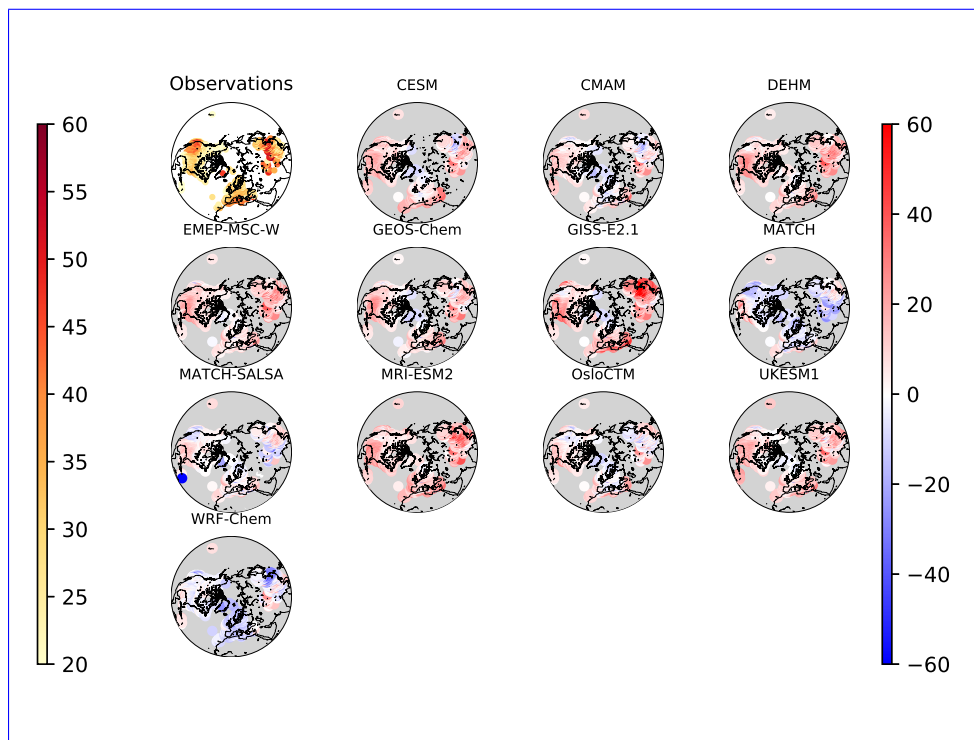 Observations
CESM
CMAM
DEHM
EMEP-MSC-W
GEOS-Chem
GISS-E2.1
MATCH
MATCH-SALSA
MRI-ESM2
OsloCTM
UKESM1
WRF-Chem
60
55
50
45
40
35
30
25
20
60
40
20
0
−20
−40
−60